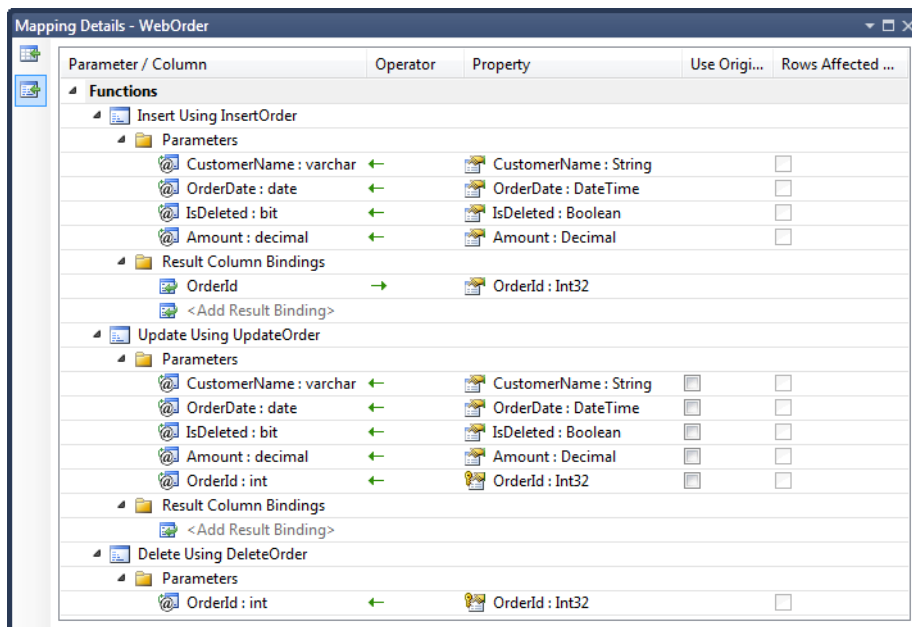 Mapping Details - WebOrder
Parameter / Column Operator Property Use Origi... Rows Affected ...
Functions
Insert Using InsertOrder
Parameters
CustomerName : varchar ← CustomerName : String
OrderDate : date ← OrderDate : DateTime
IsDeleted : bit ← IsDeleted : Boolean
Amount : decimal ← Amount : Decimal
Result Column Bindings
OrderId → OrderId : Int32
<Add Result Binding>
Update Using UpdateOrder
Parameters
CustomerName : varchar ← CustomerName : String
OrderDate : date ← OrderDate : DateTime
IsDeleted : bit ← IsDeleted : Boolean
Amount : decimal ← Amount : Decimal
OrderId : int ← OrderId : Int32
Result Column Bindings
<Add Result Binding>
Delete Using DeleteOrder
Parameters
OrderId : int ← OrderId : Int32